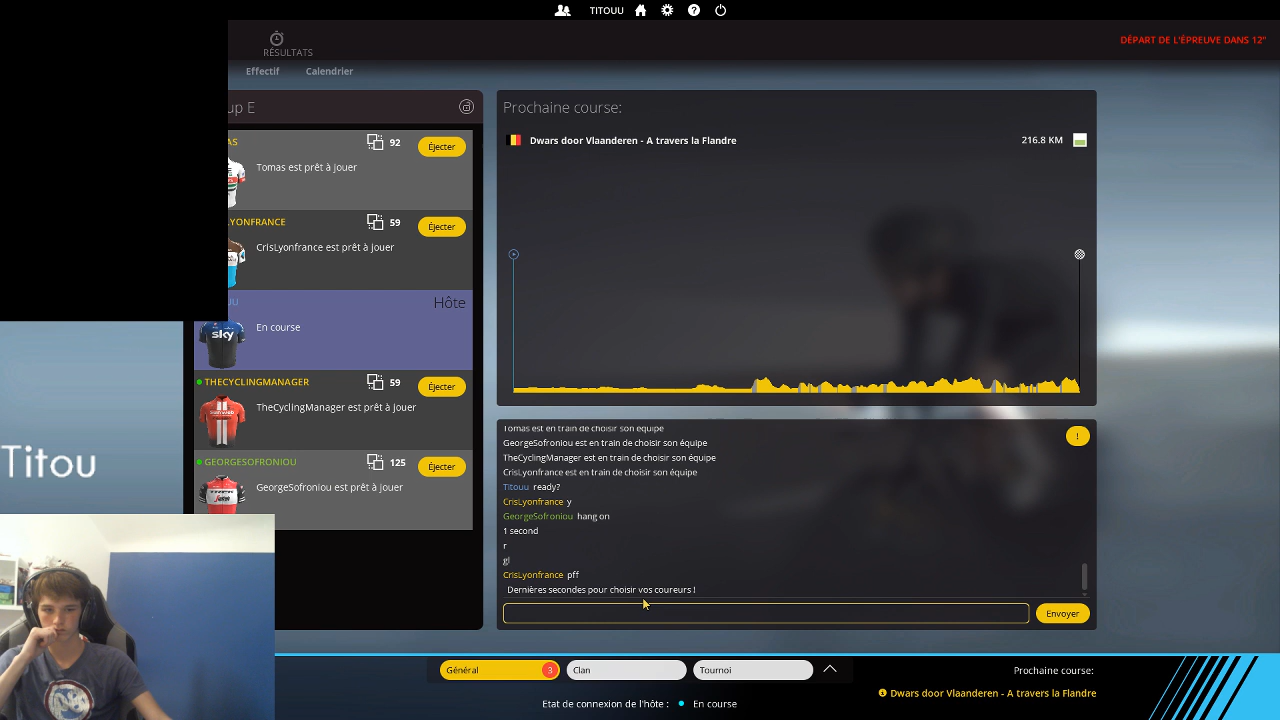 TITOUU
RÉSULTATS
DÉPART DE L'ÉPREUVE DANS 12"
Effectif Calendrier
up E
Prochaine course:
Dwars door Vlaanderen - A travers la Flandre 216.8 KM
AS 92 Éjecter
Tomas est prêt à jouer
YONFRANCE 59 Éjecter
CrisLyonfrance est prêt à jouer
UU Hôte
En course
sky
THECYCLINGMANAGER 59 Éjecter
TheCyclingManager est prêt à jouer
GEORGESOFRONIOU 125 Éjecter
GeorgeSofroniou est prêt à jouer
Titou
Tomas est en train de choisir son équipe
GeorgeSofroniou est en train de choisir son équipe
TheCyclingManager est en train de choisir son équipe
CrisLyonfrance est en train de choisir son équipe
Titouu ready?
CrisLyonfrance y
GeorgeSofroniou hang on
1 second
r
gl
CrisLyonfrance pff
Dernières secondes pour choisir vos coureurs !
!
Envoyer
Général 3 Clan Tournoi
Prochaine course:
Dwars door Vlaanderen - A travers la Flandre
Etat de connexion de l'hôte : En course